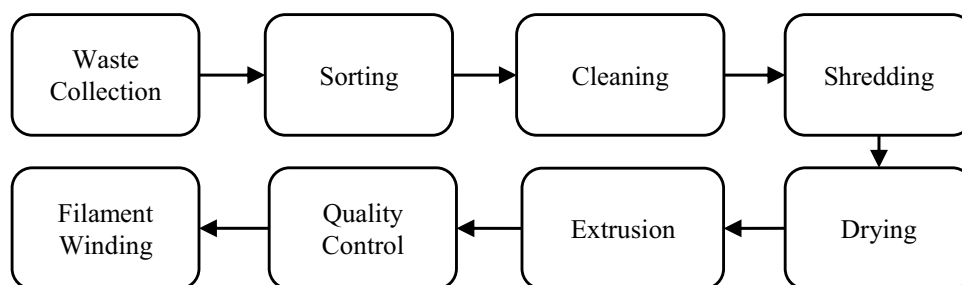 Waste
Collection
Sorting
Cleaning
Shredding
Filament
Winding
Quality
Control
Extrusion
Drying